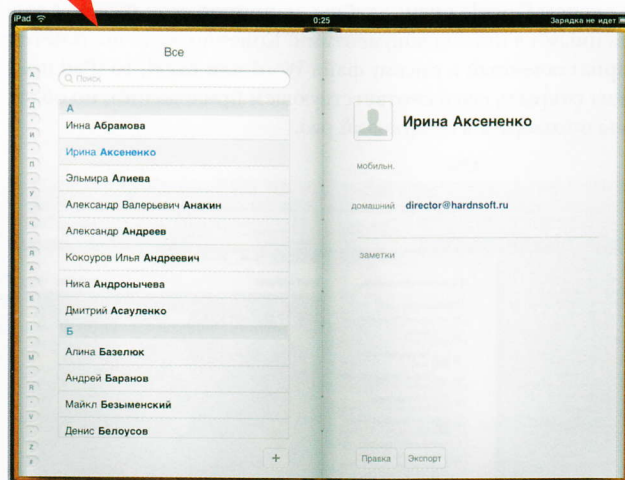 iPad
0:25
Зарядка не идет
Все
Поиск
А
Инна Абрамова
Ирина Аксененко
Эльмира Алиева
Александр Валерьевич Анакин
Александр Андреев
Кокоуров Илья Андреевич
Ника Андронычева
Дмитрий Асауленко
Б
Алина Базелюк
Андрей Баранов
Майкл Безыменский
Денис Белоусов
+
А
Д
И
П
У
Ч
Я
A
E
I
M
R
V
Z
#
Ирина Аксененко
мобильн.
домашний director@hardnsoft.ru
заметки
Правка Экспорт